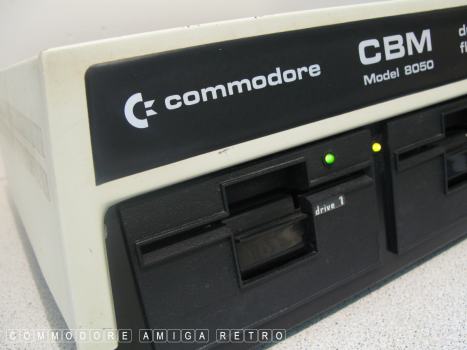 commodore
CBM
Model 8050
drive 1
COMMODORE AMIGA RETRO